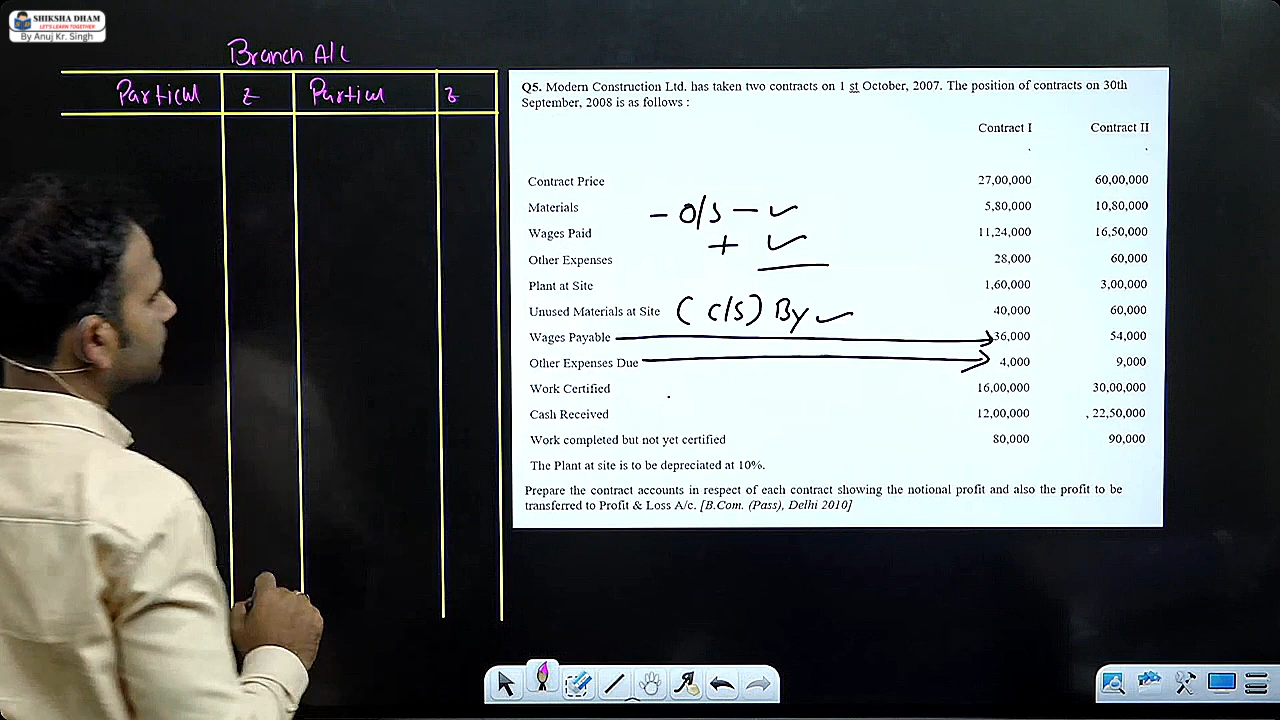 SHIKSHA DHAM
LET'S LEARN TOGETHER
By Anuj Kr. Singh
Branch A/C
Particul ₹ Particul ₹
Q5. Modern Construction Ltd. has taken two contracts on 1 st October, 2007. The position of contracts on 30th
September, 2008 is as follows :
Contract I Contract II
Contract Price 27,00,000 60,00,000
Materials 5,80,000 10,80,000
- O/S - ✓
Wages Paid 11,24,000 16,50,000
+ ✓
Other Expenses 28,000 60,000
Plant at Site 1,60,000 3,00,000
Unused Materials at Site (C/S) By ✓ 40,000 60,000
Wages Payable 36,000 54,000
Other Expenses Due 4,000 9,000
Work Certified 16,00,000 30,00,000
Cash Received 12,00,000 22,50,000
Work completed but not yet certified 80,000 90,000
The Plant at site is to be depreciated at 10%.
Prepare the contract accounts in respect of each contract showing the notional profit and also the profit to be
transferred to Profit & Loss A/c. [B.Com. (Pass), Delhi 2010]